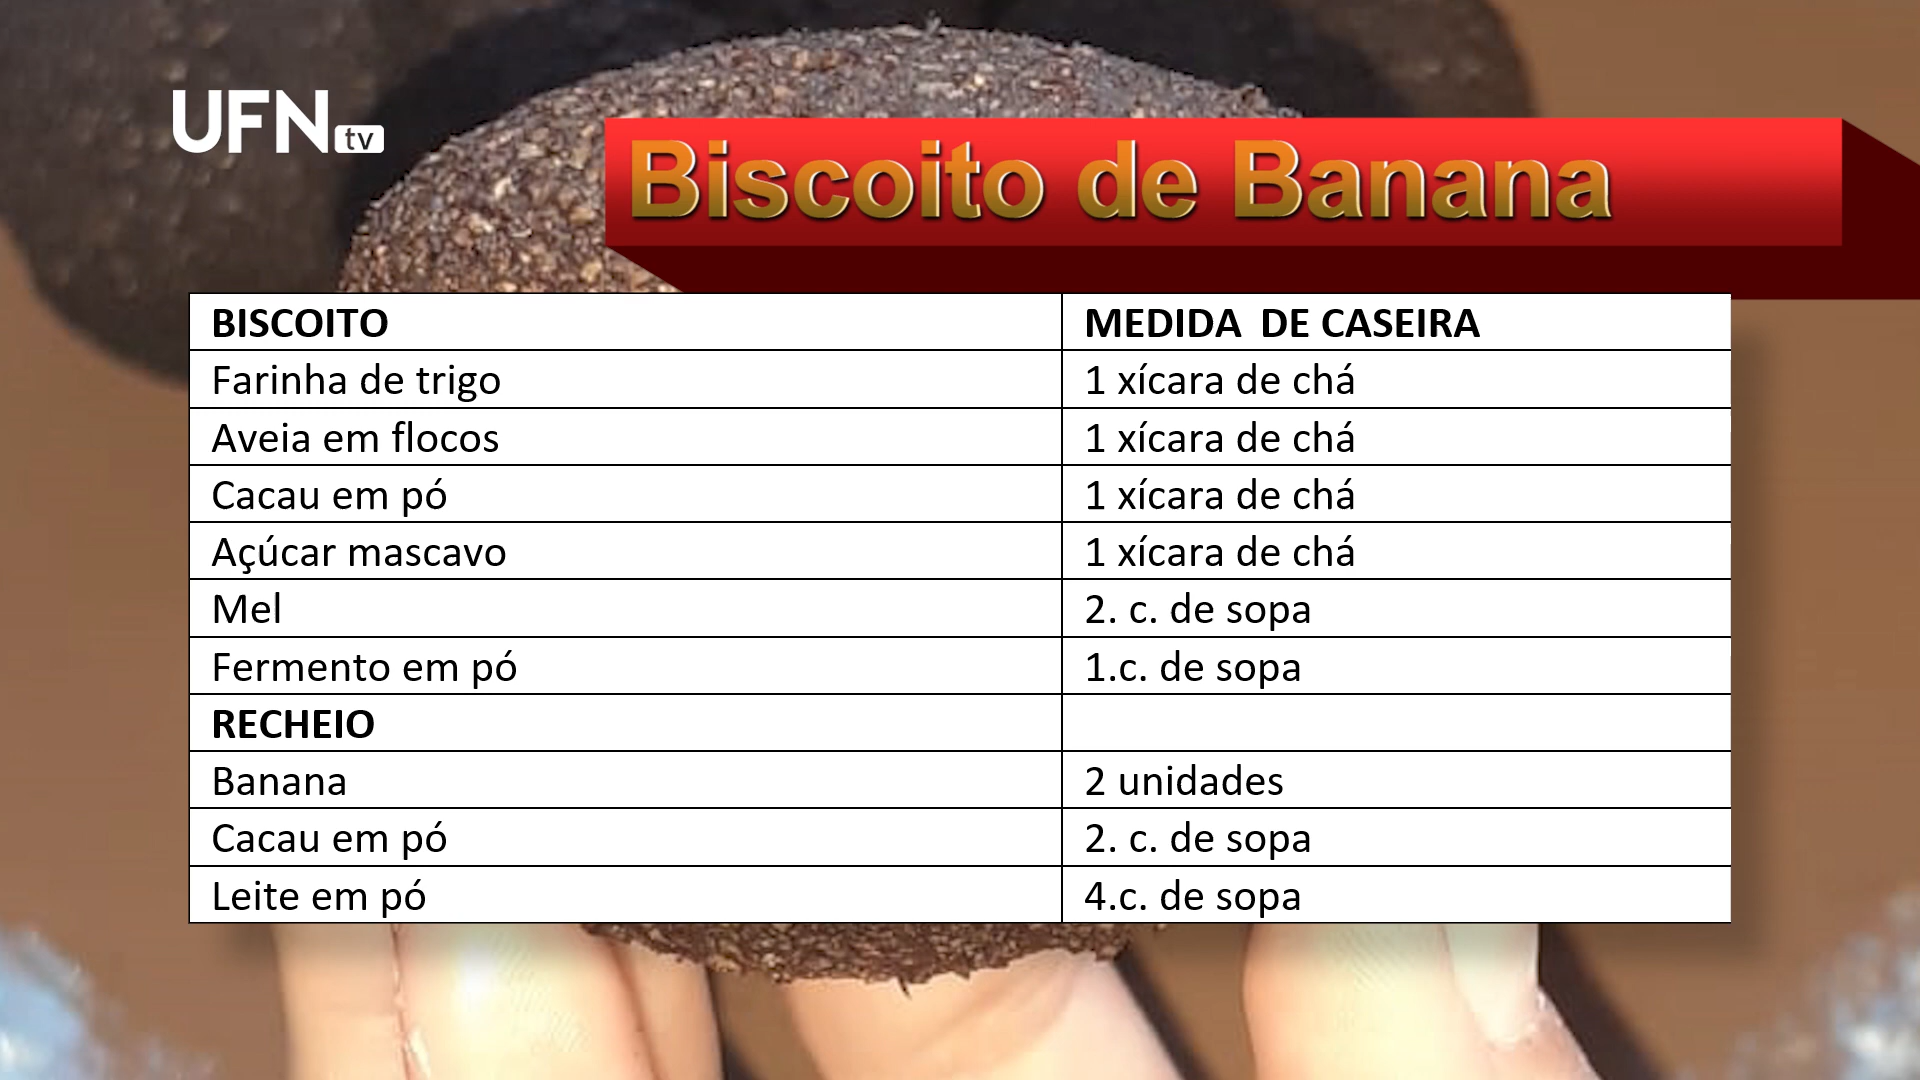 UFN tv
Biscoito de Banana
BISCOITO MEDIDA DE CASEIRA
Farinha de trigo 1 xícara de chá
Aveia em flocos 1 xícara de chá
Cacau em pó 1 xícara de chá
Açúcar mascavo 1 xícara de chá
Mel 2. c. de sopa
Fermento em pó 1.c. de sopa
RECHEIO
Banana 2 unidades
Cacau em pó 2. c. de sopa
Leite em pó 4.c. de sopa